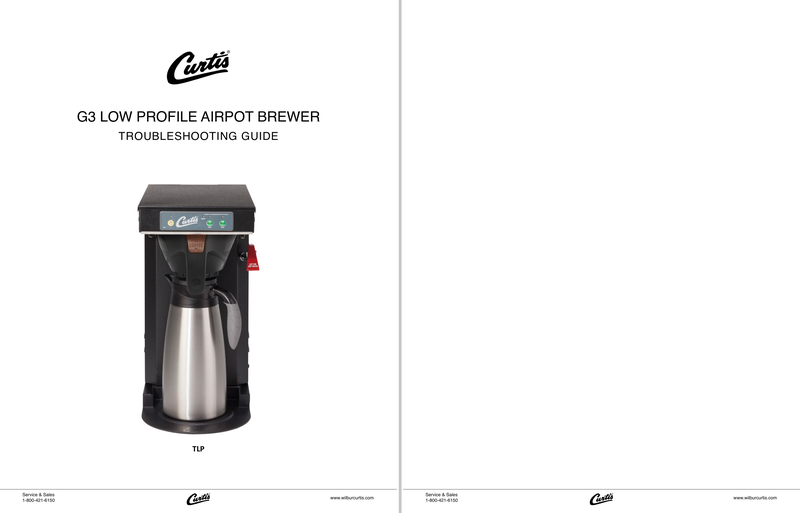 Curtis®
G3 LOW PROFILE AIRPOT BREWER
TROUBLESHOOTING GUIDE
Curtis
TLP
Service & Sales
1-800-421-6150
Curtis
www.wilburcurtis.com
Service & Sales
1-800-421-6150
Curtis
www.wilburcurtis.com